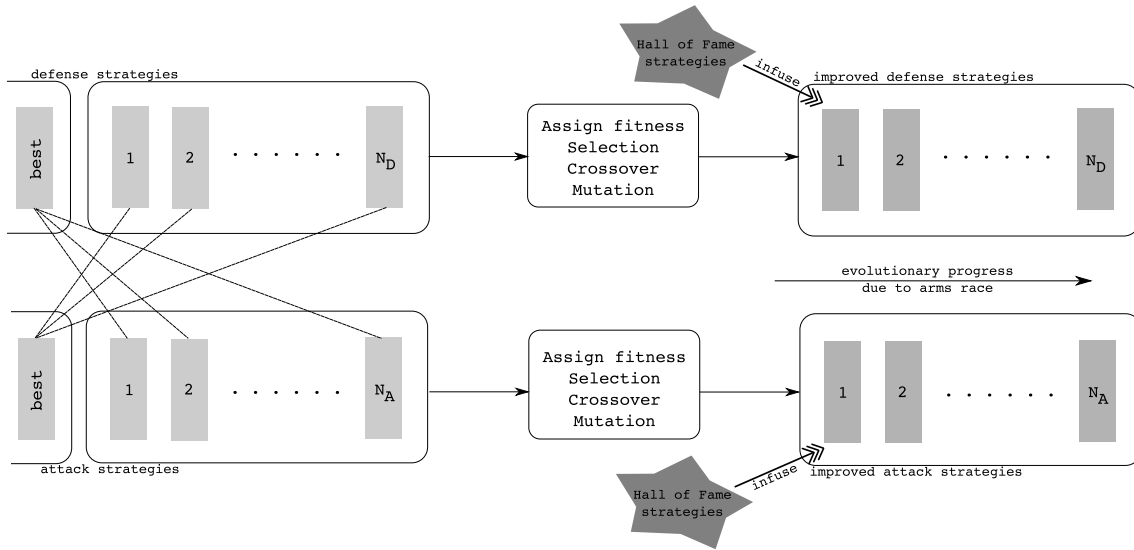 Hall of Fame
strategies
defense strategies
infuse
improved defense strategies
best
1
2
. . . . . .
N_D
Assign fitness
Selection
Crossover
Mutation
1
2
. . . . . .
N_D
evolutionary progress
due to arms race
best
1
2
. . . . . .
N_A
Assign fitness
Selection
Crossover
Mutation
1
2
. . . . . .
N_A
attack strategies
infuse
improved attack strategies
Hall of Fame
strategies